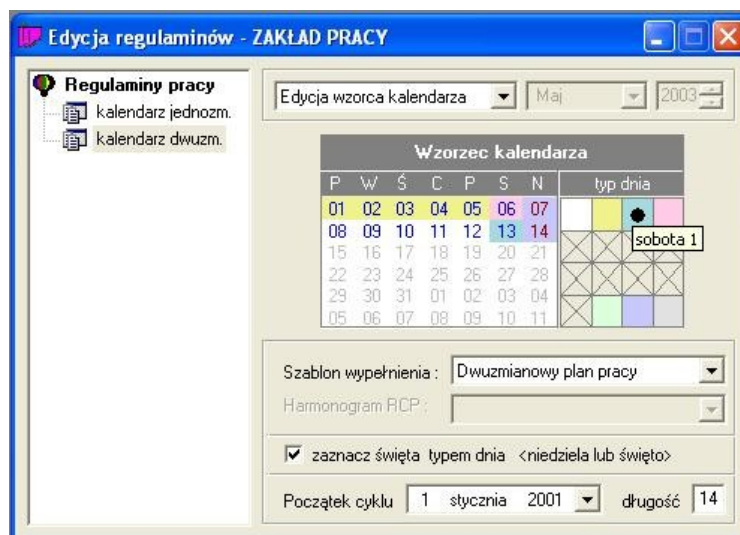 Edycja regulaminów - ZAKŁAD PRACY
Regulaminy pracy
kalendarz jednozm.
kalendarz dwuzm.
Edycja wzorca kalendarza Maj 2003
Wzorzec kalendarza
P W Ś C P S N typ dnia
01 02 03 04 05 06 07
08 09 10 11 12 13 14
sobota 1
15 16 17 18 19 20 21
22 23 24 25 26 27 28
29 30 31 01 02 03 04
05 06 07 08 09 10 11
Szablon wypełnienia : Dwuzmianowy plan pracy
Harmonogram RCP :
zaznacz święta typem dnia <niedziela lub święto>
Początek cyklu 1 stycznia 2001 długość 14